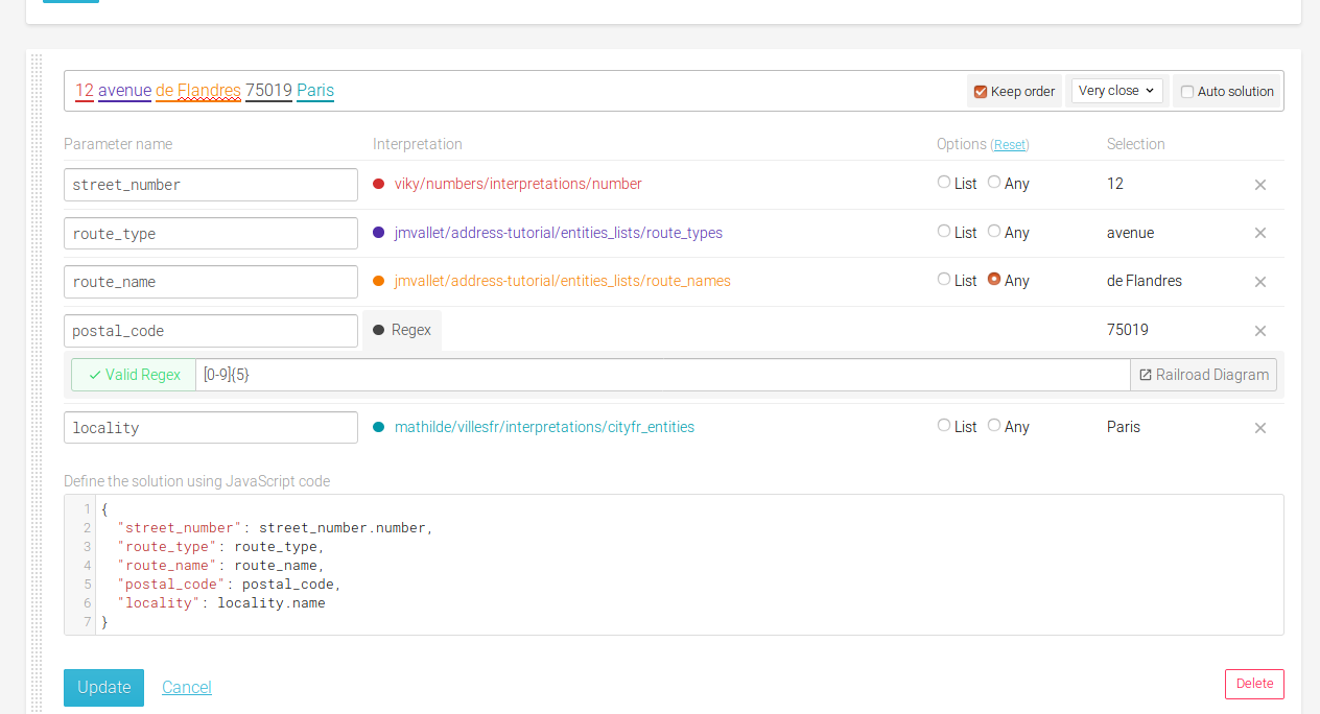 12 avenue de Flandres 75019 Paris Keep order Very close Auto solution
Parameter name Interpretation Options (Reset) Selection
street_number viky/numbers/interpretations/number List Any 12
route_type jmvallet/address-tutorial/entities_lists/route_types List Any avenue
route_name jmvallet/address-tutorial/entities_lists/route_names List Any de Flandres
postal_code Regex 75019
Valid Regex [0-9]{5} Railroad Diagram
locality mathilde/villesfr/interpretations/cityfr_entities List Any Paris
Define the solution using JavaScript code
1 {
2 "street_number": street_number.number,
3 "route_type": route_type,
4 "route_name": route_name,
5 "postal_code": postal_code,
6 "locality": locality.name
7 }
Update Cancel Delete